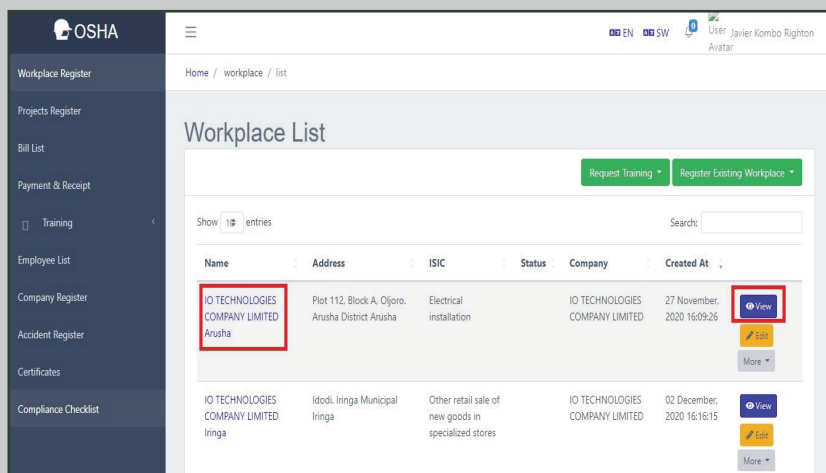 OSHA
EN SW 0 User Avatar Javier Kombo Righton
Workplace Register
Home / workplace / list
Projects Register
Bill List
Payment & Receipt
Training
Employee List
Company Register
Accident Register
Certificates
Compliance Checklist
Workplace List
Request Training Register Existing Workplace
Show entries Search:
Name Address ISIC Status Company Created At
IO TECHNOLOGIES
COMPANY LIMITED
Arusha
Plot 112, Block A, Oljoro.
Arusha District Arusha
Electrical
installation
IO TECHNOLOGIES
COMPANY LIMITED
27 November,
2020 16:09:26
View
Edit
More
IO TECHNOLOGIES
COMPANY LIMITED
Iringa
Idodi. Iringa Municipal
Iringa
Other retail sale of
new goods in
specialized stores
IO TECHNOLOGIES
COMPANY LIMITED
02 December,
2020 16:16:15
View
Edit
More